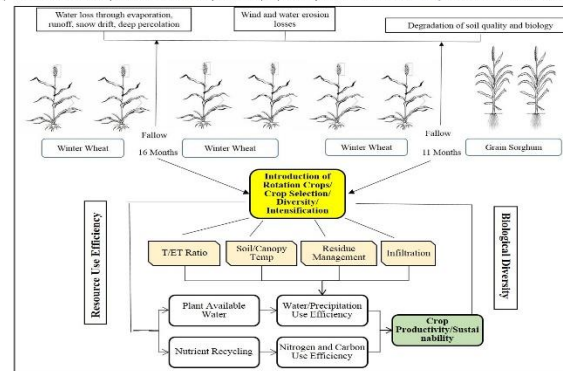 Water loss through evaporation,
runoff, snow drift, deep percolation
Wind and water erosion
losses
Degradation of soil quality and biology
Fallow
16 Months
Fallow
11 Months
Winter Wheat
Winter Wheat
Winter Wheat
Grain Sorghum
Introduction of
Rotation Crops/
Crop Selection/
Diversity/
Intensification
Resource Use Efficiency
Biological Diversity
T/ET Ratio
Soil/Canopy
Temp
Residue
Management
Infiltration
Plant Available
Water
Water/Precipitation
Use Efficiency
Nutrient Recycling
Nitrogen and Carbon
Use Efficiency
Crop
Productivity/Sustai
nability